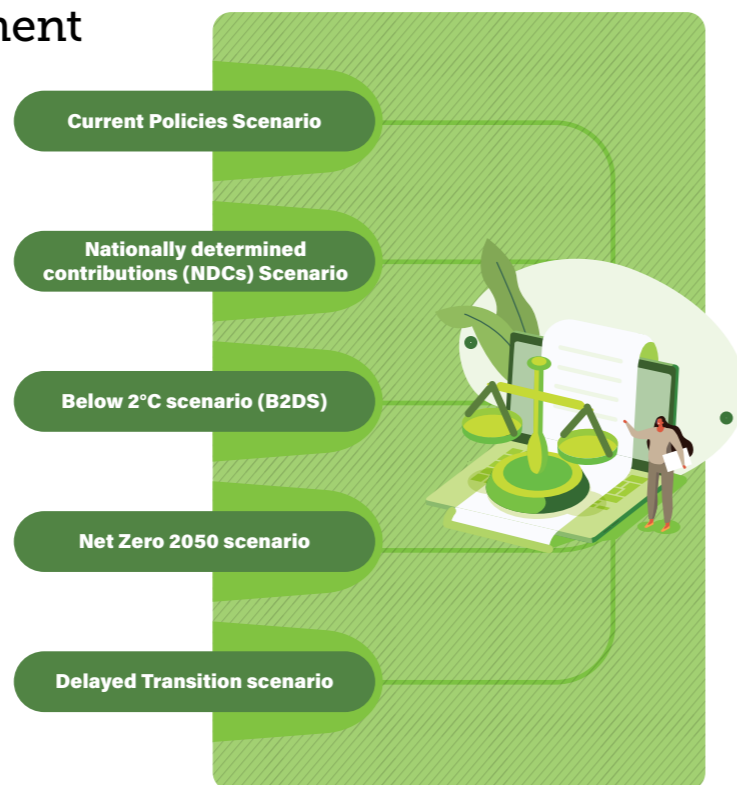 Current Policies Scenario
Nationally determined
contributions (NDCs) Scenario
Below 2°C scenario (B2DS)
Net Zero 2050 scenario
Delayed Transition scenario